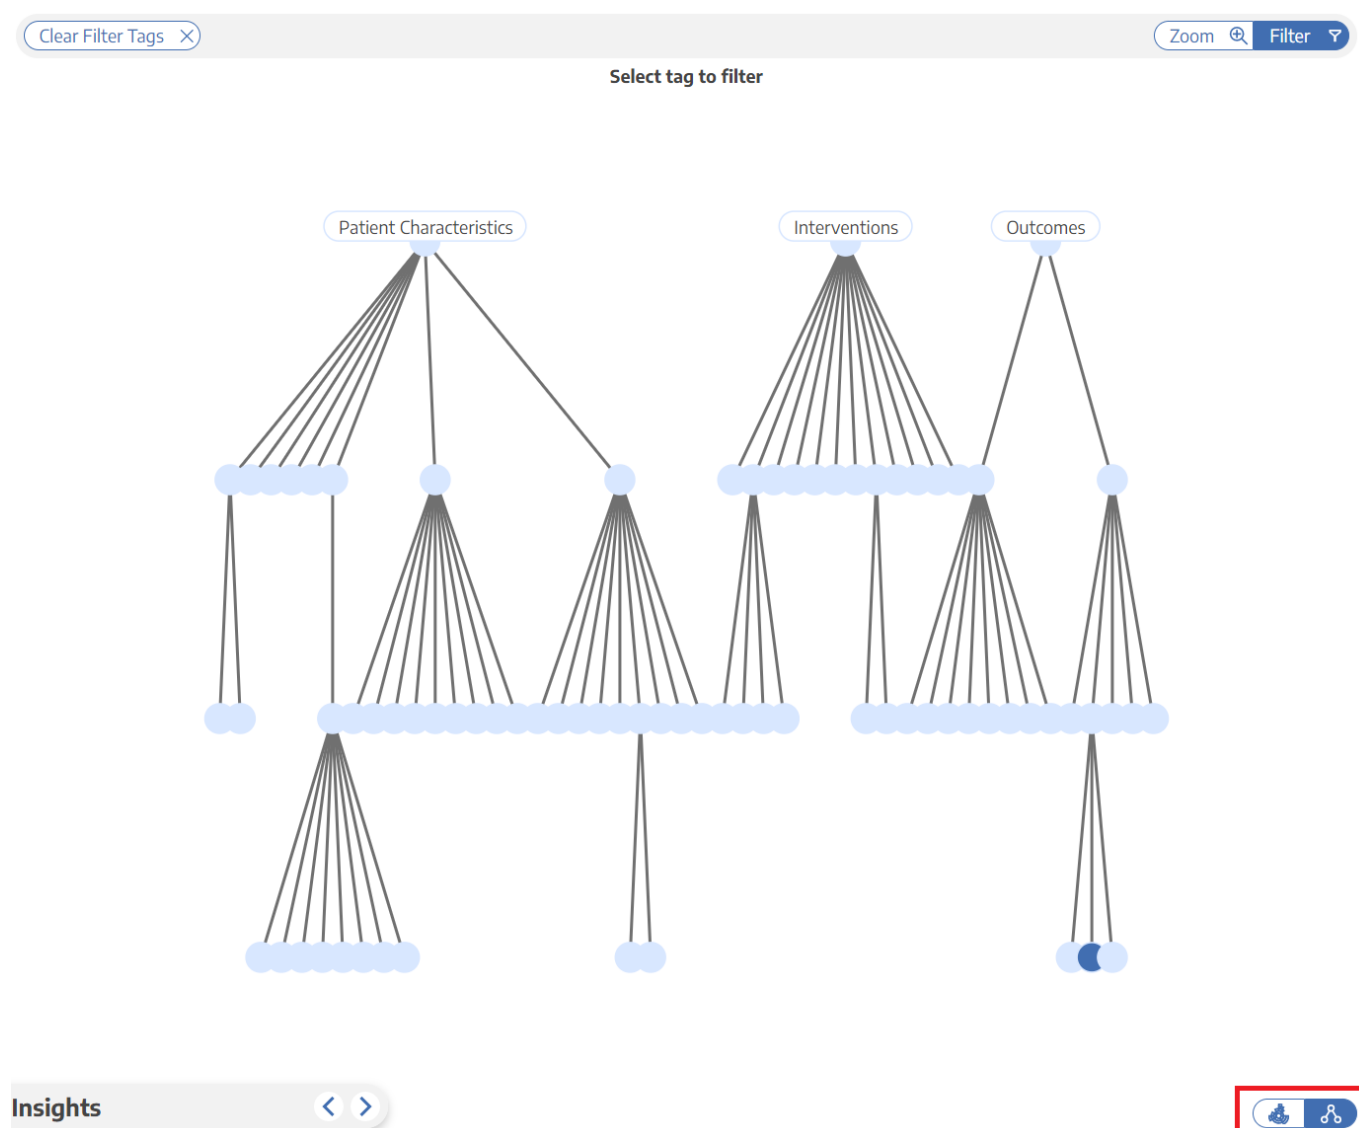 Clear Filter Tags
Zoom
Filter
Select tag to filter
Patient Characteristics
Interventions
Outcomes
Insights